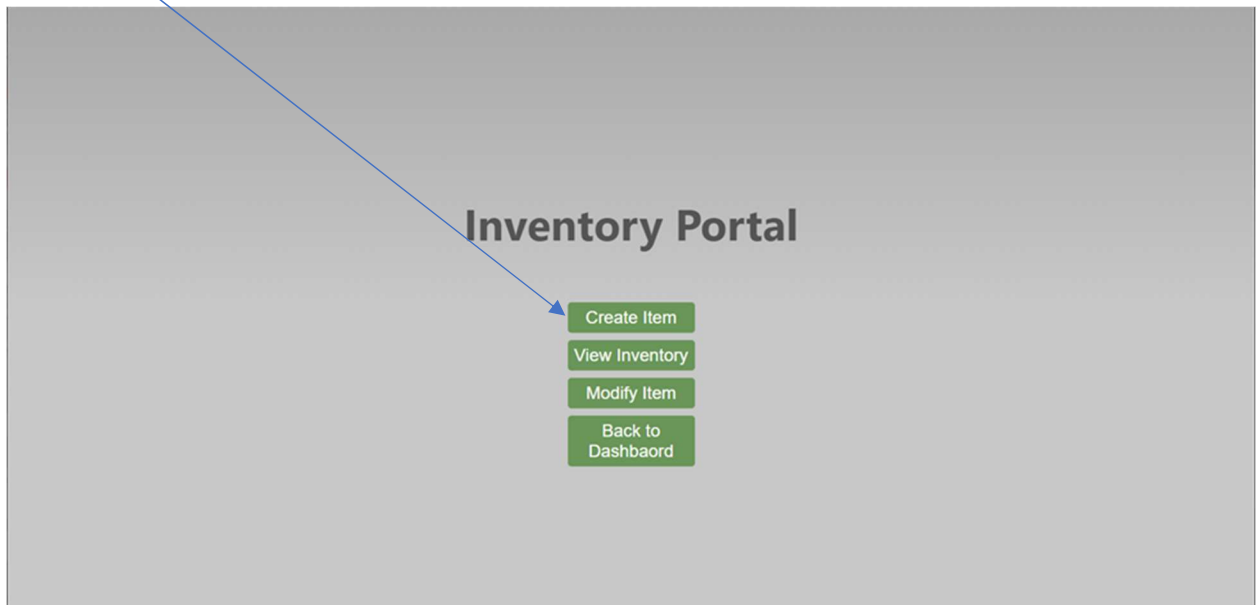 Inventory Portal
Create Item
View Inventory
Modify Item
Back to
Dashbaord